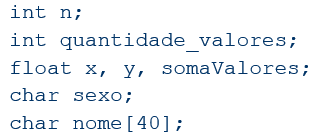 int n;
int quantidade_valores;
float x, y, somaValores;
char sexo;
char nome[40];